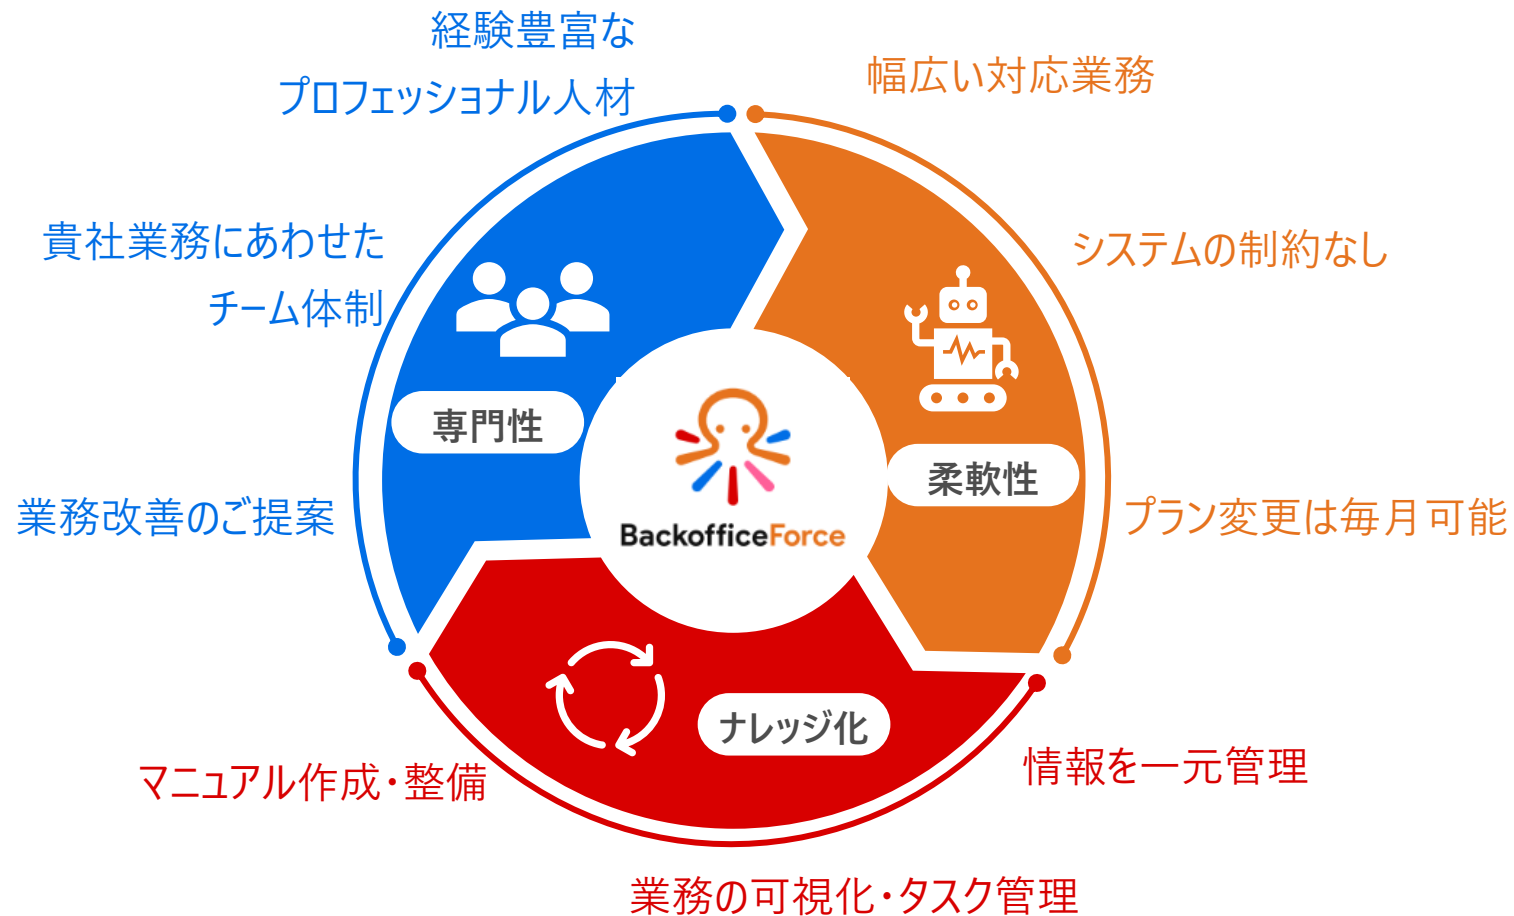 経験豊富な
プロフェッショナル人材
貴社業務にあわせた
チーム体制
業務改善のご提案
専門性
幅広い対応業務
システムの制約なし
プラン変更は毎月可能
柔軟性
BackofficeForce
ナレッジ化
マニュアル作成・整備
情報を一元管理
業務の可視化・タスク管理